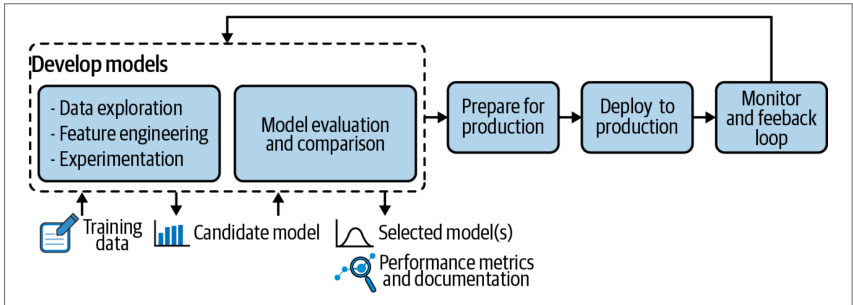 Develop models
- Data exploration
- Feature engineering
- Experimentation
Model evaluation
and comparison
Prepare for
production
Deploy to
production
Monitor
and feeback
loop
Training
data
Candidate model
Selected model(s)
Performance metrics
and documentation